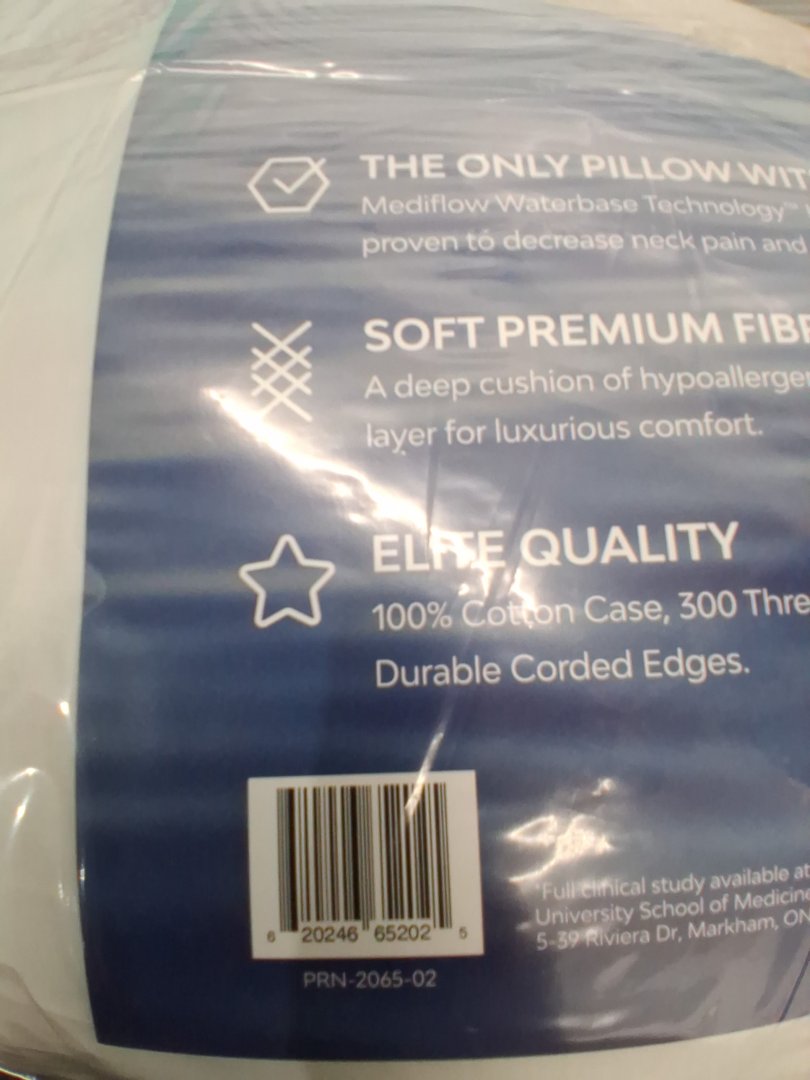 THE ONLY PILLOW WIT
Mediflow Waterbase Technology™
proven to decrease neck pain and
SOFT PREMIUM FIB
A deep cushion of hypoallerge
layer for luxurious comfort.
ELITE QUALITY
100% Cotton Case, 300 Thre
Durable Corded Edges.
6 20246 65202 5
PRN-2065-02
*Full clinical study available at
University School of Medicine
5-39 Riviera Dr, Markham, ON